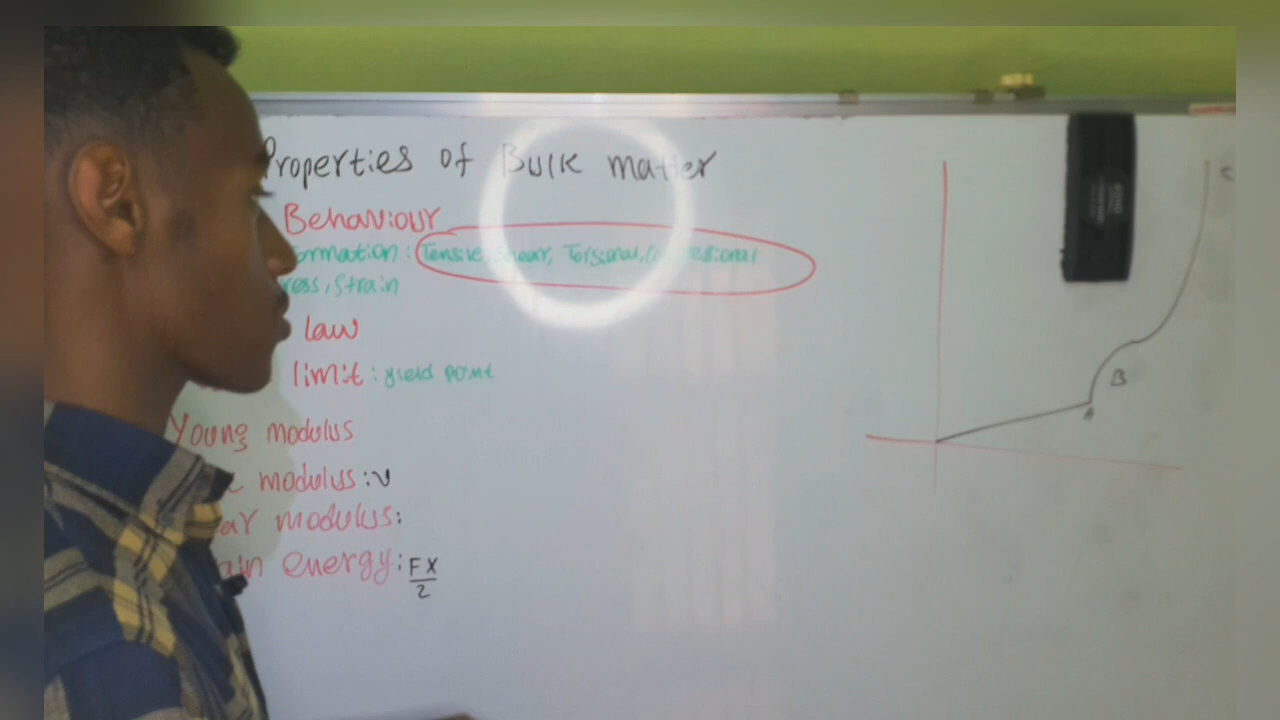 Properties of Bulk matter
Behaviour
ormation: Tensile, Shear, Torsional,
ress, Strain
law
limit: yield point
Young modulus
modulus: v
ar modulus:
ain energy: FX
2
A
B
C